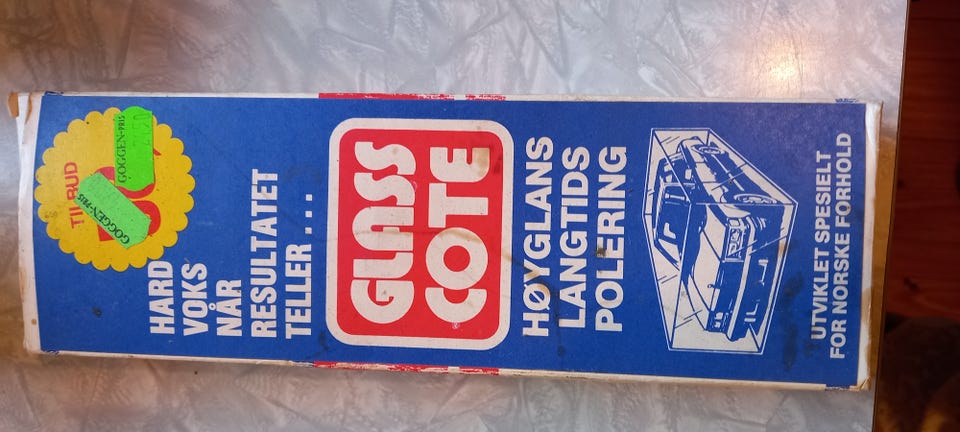 TILBUD
GOGGEN-PRIS
GOGGEN-PRIS
HARD
VOKS
NÅR
RESULTATET
TELLER...
GLASS
COTE
HØYGLANS
LANGTIDS
POLERING
UTVIKLET SPESIELT
FOR NORSKE FORHOLD